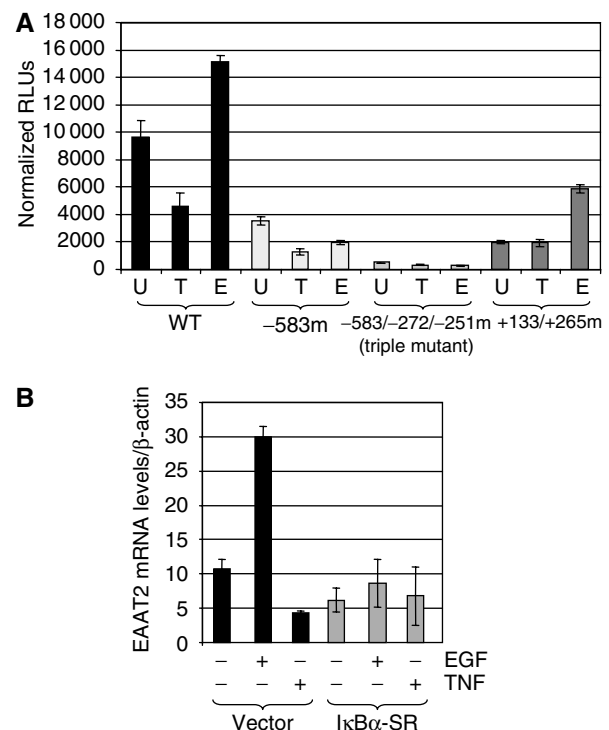 A
Normalized RLUs
18 000
16 000
14 000
12 000
10 000
8000
6000
4000
2000
0
U T E U T E U T E U T E
WT −583m −583/−272/−251m +133/+265m
(triple mutant)
B
EAAT2 mRNA levels/β-actin
35
30
25
20
15
10
5
0
− + − − + − EGF
− − + − − + TNF
Vector IκBα-SR